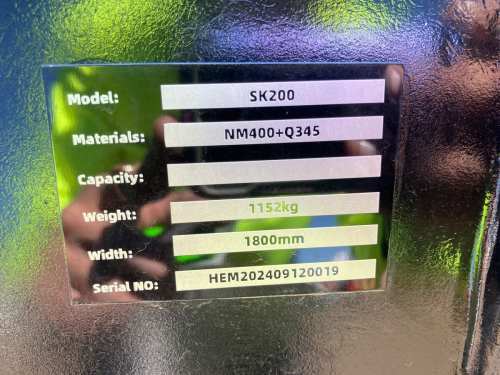 Model: SK200
Materials: NM400+Q345
Capacity:
Weight: 1152kg
Width: 1800mm
Serial NO: HEM202409120019